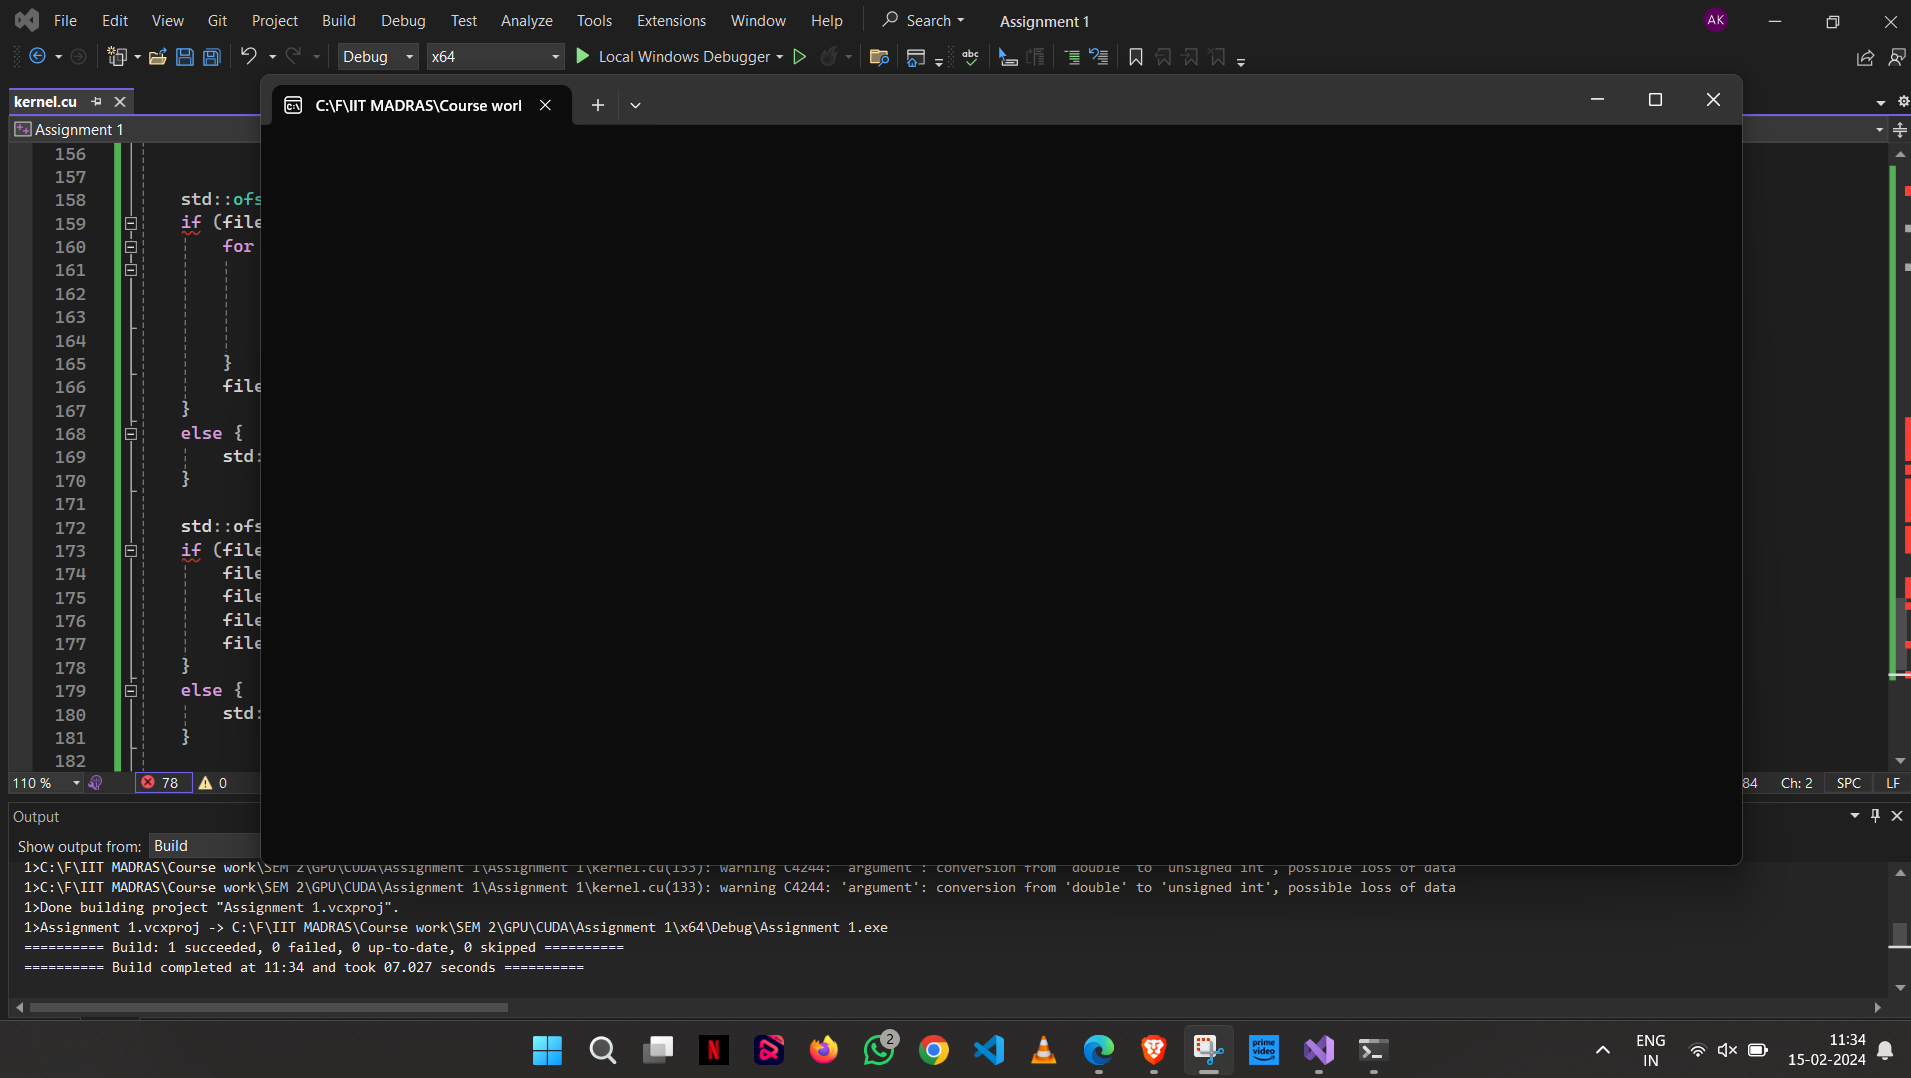 File Edit View Git Project Build Debug Test Analyze Tools Extensions Window Help Search Assignment 1 AK
Debug x64 Local Windows Debugger abc
kernel.cu
C:\F\IIT MADRAS\Course worl
Assignment 1
156
157
158 std::ofs
159 if (file
160 for
161
162
163
164
165 }
166 file
167 }
168 else {
169 std:
170 }
171
172 std::ofs
173 if (file
174 file
175 file
176 file
177 file
178 }
179 else {
180 std:
181 }
182
110 % 78 0 84 Ch: 2 SPC LF
Output
Show output from: Build
1>C:\F\IIT MADRAS\Course work\SEM 2\GPU\CUDA\Assignment 1\Assignment 1\kernel.cu(133): warning C4244: 'argument': conversion from 'double' to 'unsigned int', possible loss of data
1>C:\F\IIT MADRAS\Course work\SEM 2\GPU\CUDA\Assignment 1\Assignment 1\kernel.cu(133): warning C4244: 'argument': conversion from 'double' to 'unsigned int', possible loss of data
1>Done building project "Assignment 1.vcxproj".
1>Assignment 1.vcxproj -> C:\F\IIT MADRAS\Course work\SEM 2\GPU\CUDA\Assignment 1\x64\Debug\Assignment 1.exe
========== Build: 1 succeeded, 0 failed, 0 up-to-date, 0 skipped ==========
========== Build completed at 11:34 and took 07.027 seconds ==========
N 2 prime video ENG IN 11:34
15-02-2024